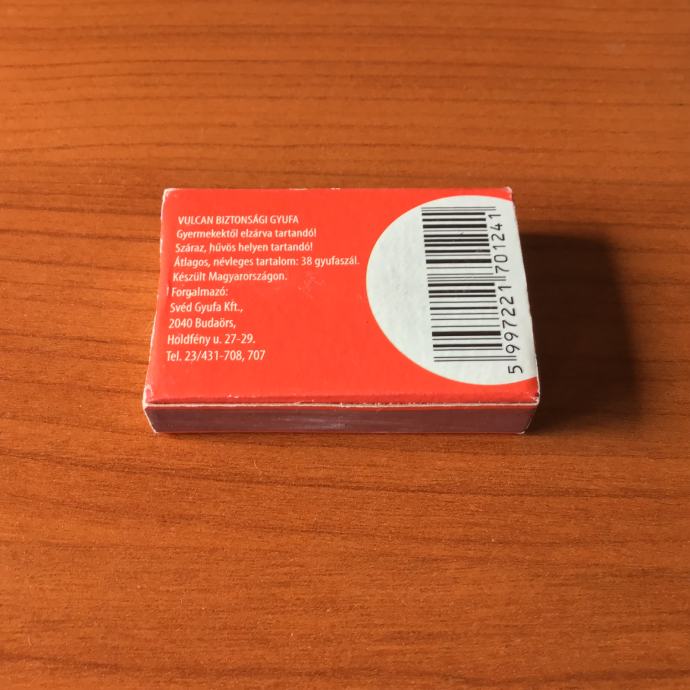 VULCAN BIZTONSÁGI GYUFA
Gyermekektől elzárva tartandó!
Száraz, hűvös helyen tartandó!
Átlagos, névleges tartalom: 38 gyufaszál.
Készült Magyarországon.
Forgalmazó:
Svéd Gyufa Kft.,
2040 Budaörs,
Holdfény u. 27-29.
Tel. 23/431-708, 707
5 997221 701241